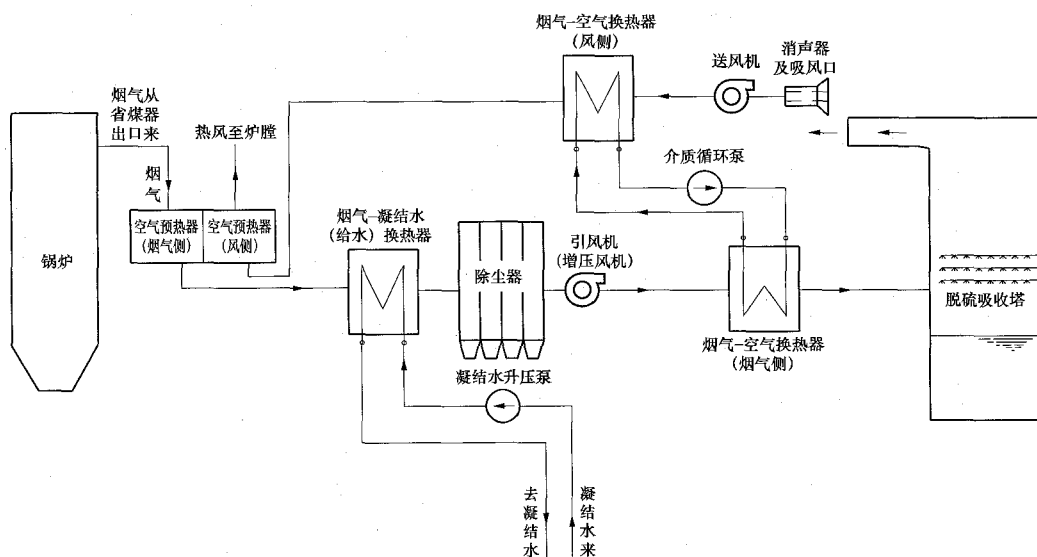 烟气-空气换热器
(风侧)
消声器
及吸风口
送风机
烟气从
省煤器
出口来
热风至炉膛
烟气
介质循环泵
空气预热器
(烟气侧)
空气预热器
(风侧)
烟气-凝结水
(给水)换热器
引风机
(增压风机)
锅炉
除尘器
脱硫吸收塔
烟气-空气换热器
(烟气侧)
凝结水升压泵
去凝结水
凝结水来